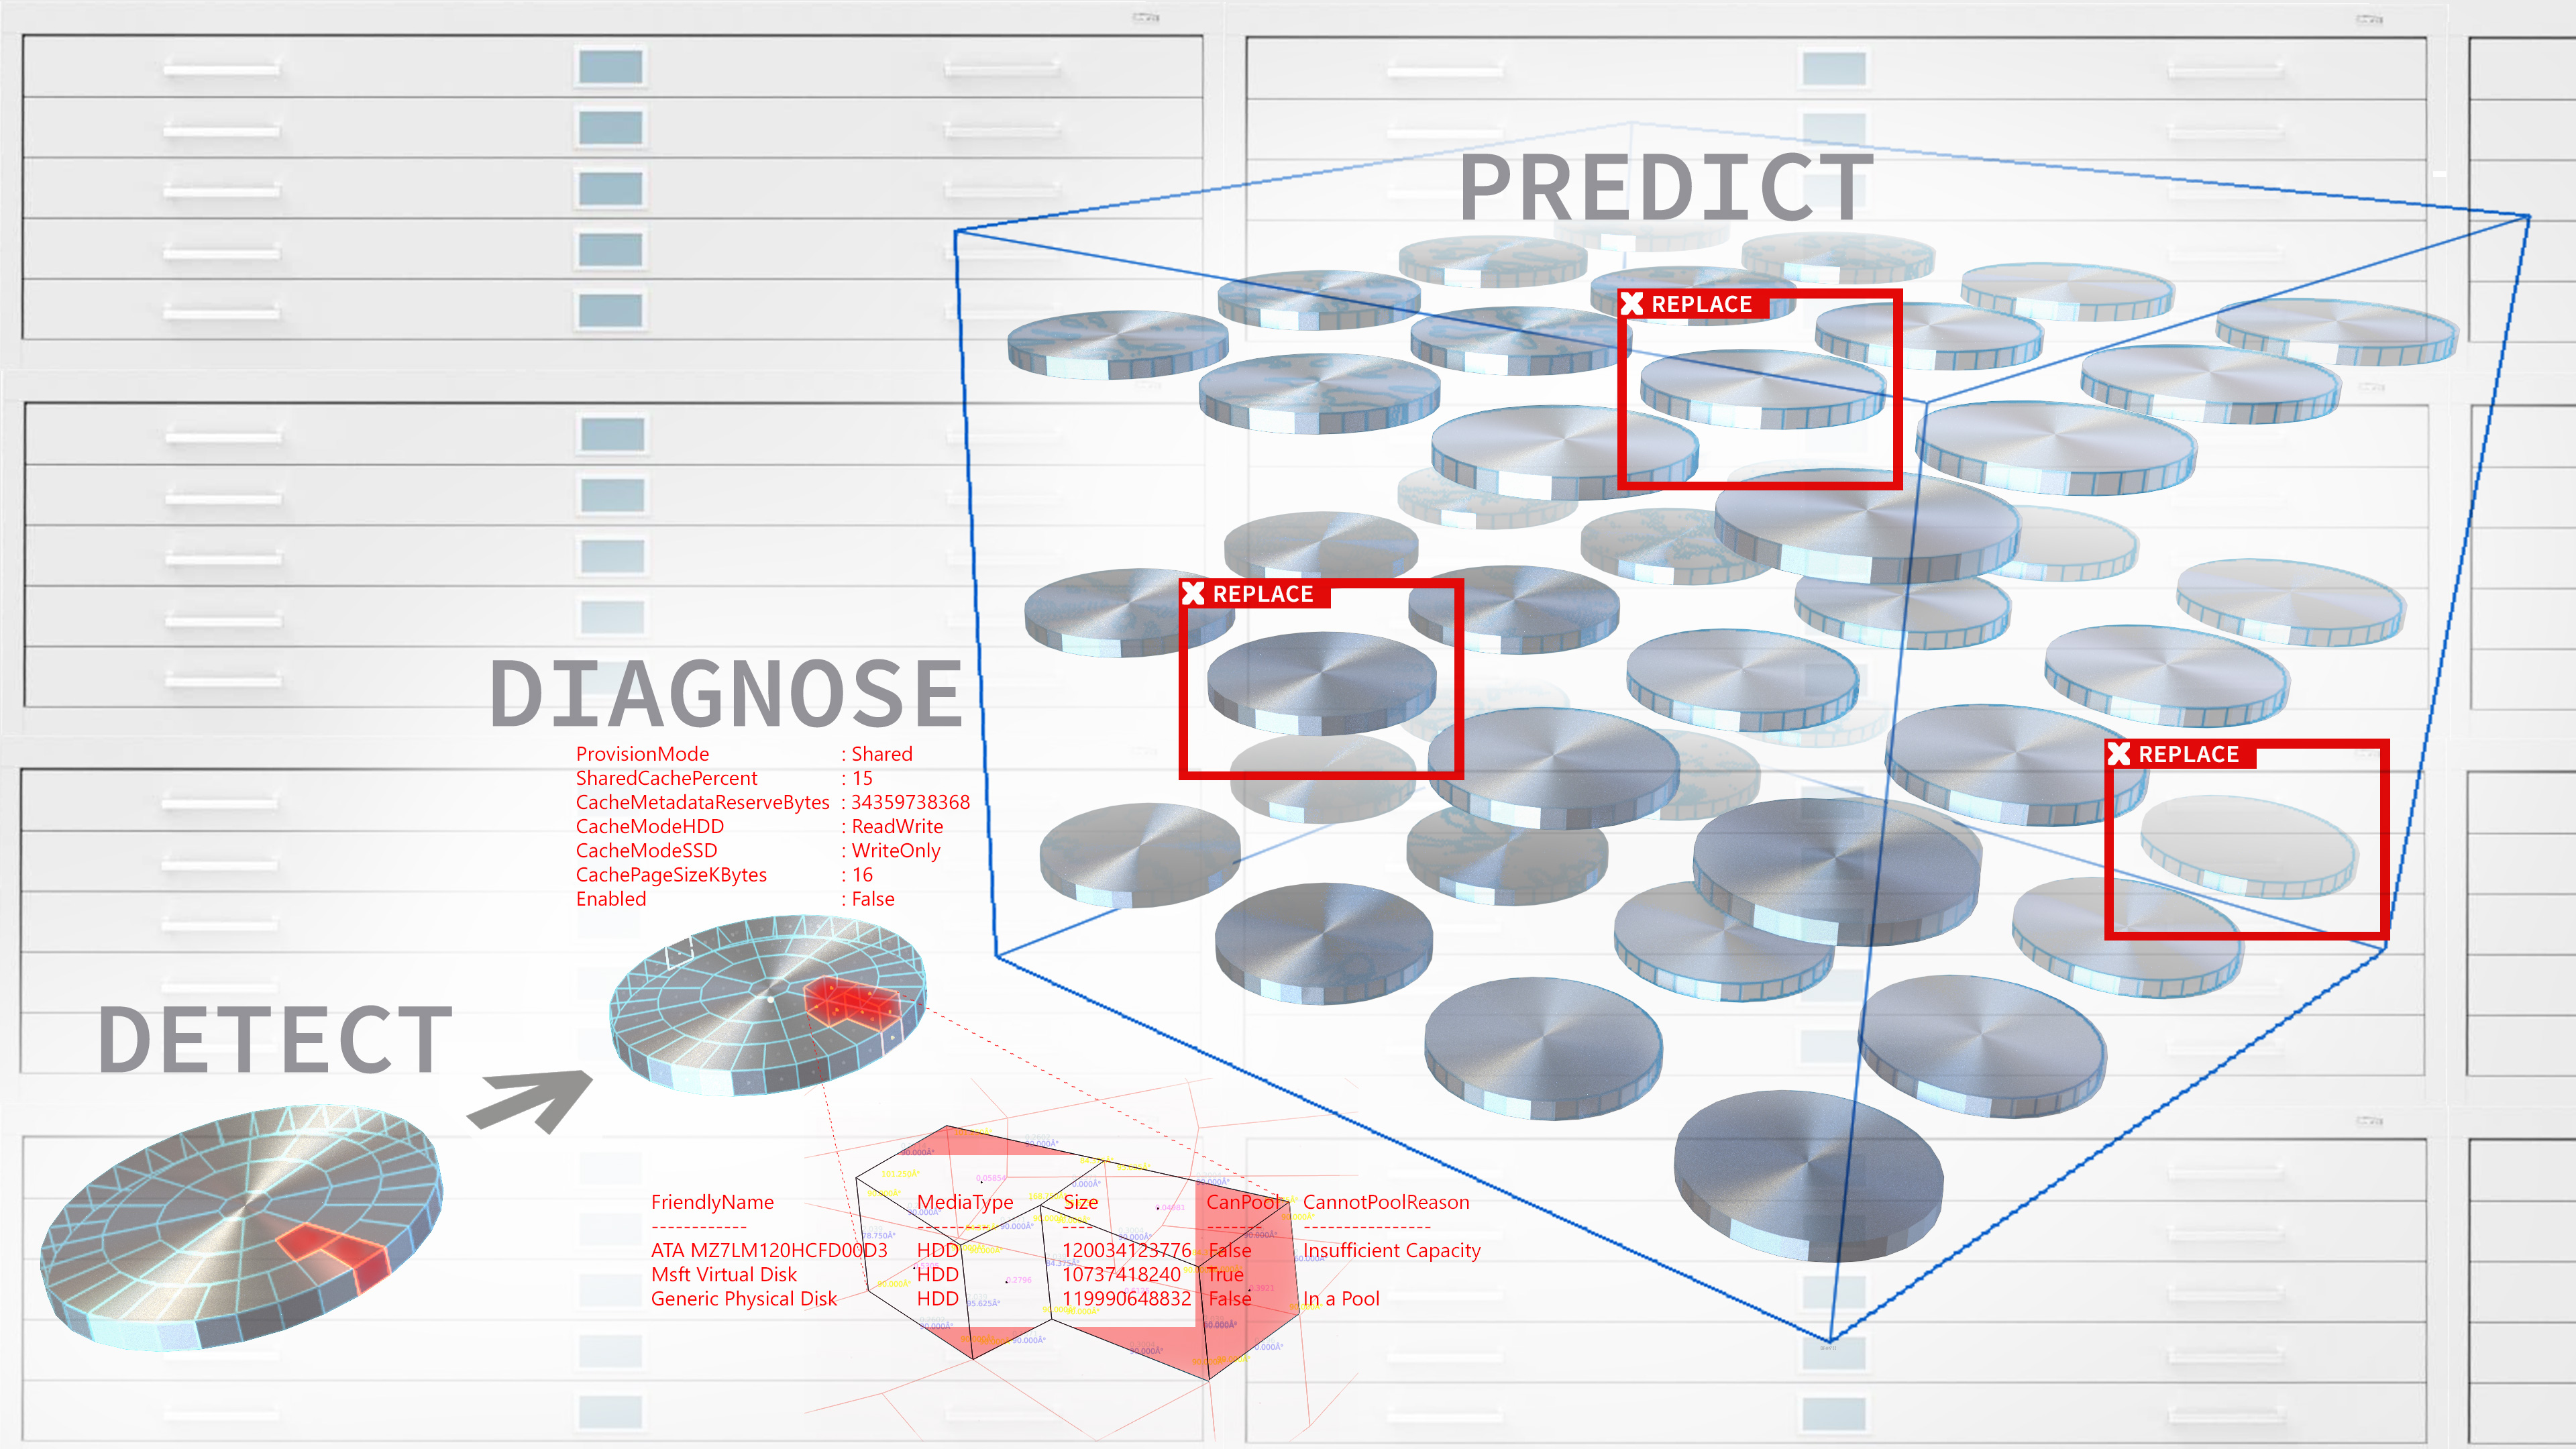 PREDICT
REPLACE
REPLACE
DIAGNOSE
ProvisionMode : Shared
SharedCachePercent : 15
CacheMetadataReserveBytes : 34359738368
CacheModeHDD : ReadWrite
CacheModeSSD : WriteOnly
CachePageSizeKBytes : 16
Enabled : False
REPLACE
DETECT
FriendlyName MediaType Size CanPool CannotPoolReason
------------ --------- ---- ------- ----------------
ATA MZ7LM120HCFD00D3 HDD 120034123776 False Insufficient Capacity
Msft Virtual Disk HDD 10737418240 True
Generic Physical Disk HDD 119990648832 False In a Pool